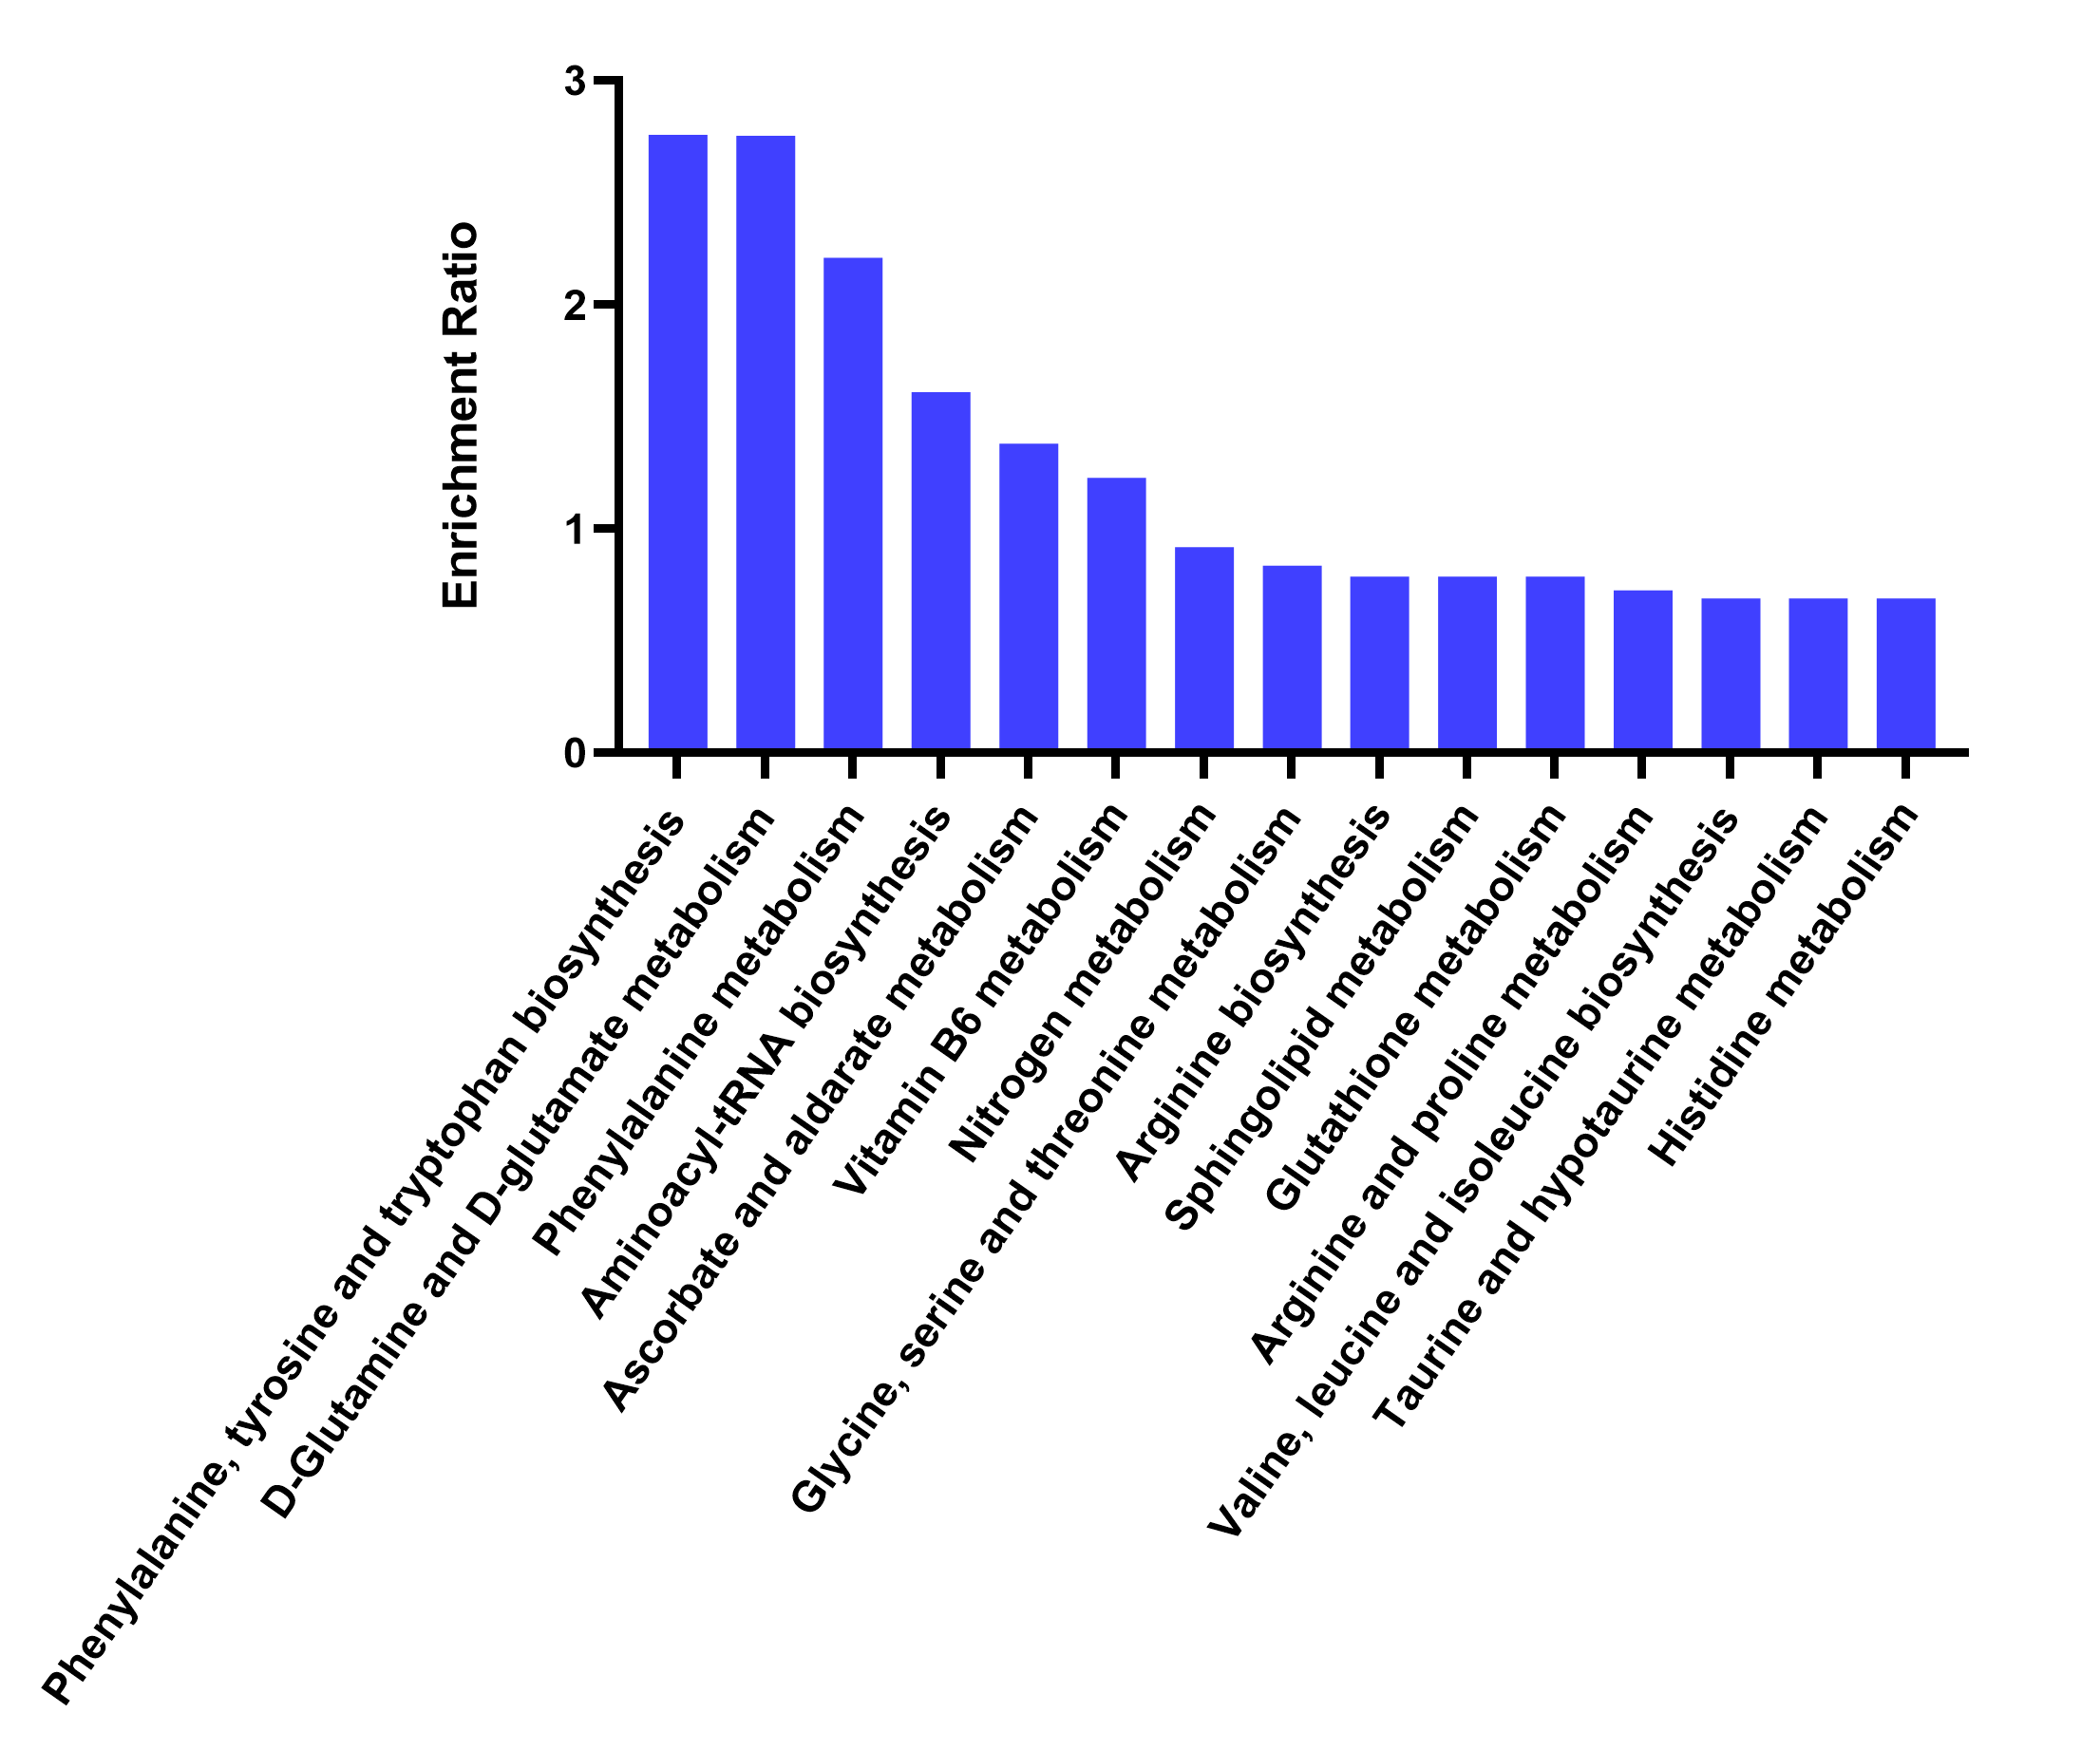 Enrichment Ratio
3
2
1
0
Phenylalanine, tyrosine and tryptophan biosynthesis
D-Glutamine and D-glutamate metabolism
Phenylalanine metabolism
Aminoacyl-tRNA biosynthesis
Ascorbate and aldarate metabolism
Vitamin B6 metabolism
Nitrogen metabolism
Glycine, serine and threonine metabolism
Arginine biosynthesis
Sphingolipid metabolism
Glutathione metabolism
Arginine and proline metabolism
Valine, leucine and isoleucine biosynthesis
Taurine and hypotaurine metabolism
Histidine metabolism